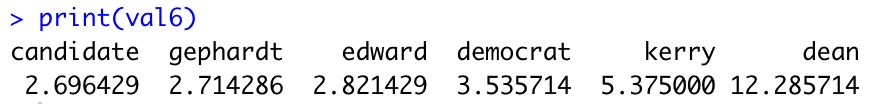 > print(val6)
candidate gephardt edward democrat kerry dean
2.696429 2.714286 2.821429 3.535714 5.375000 12.285714